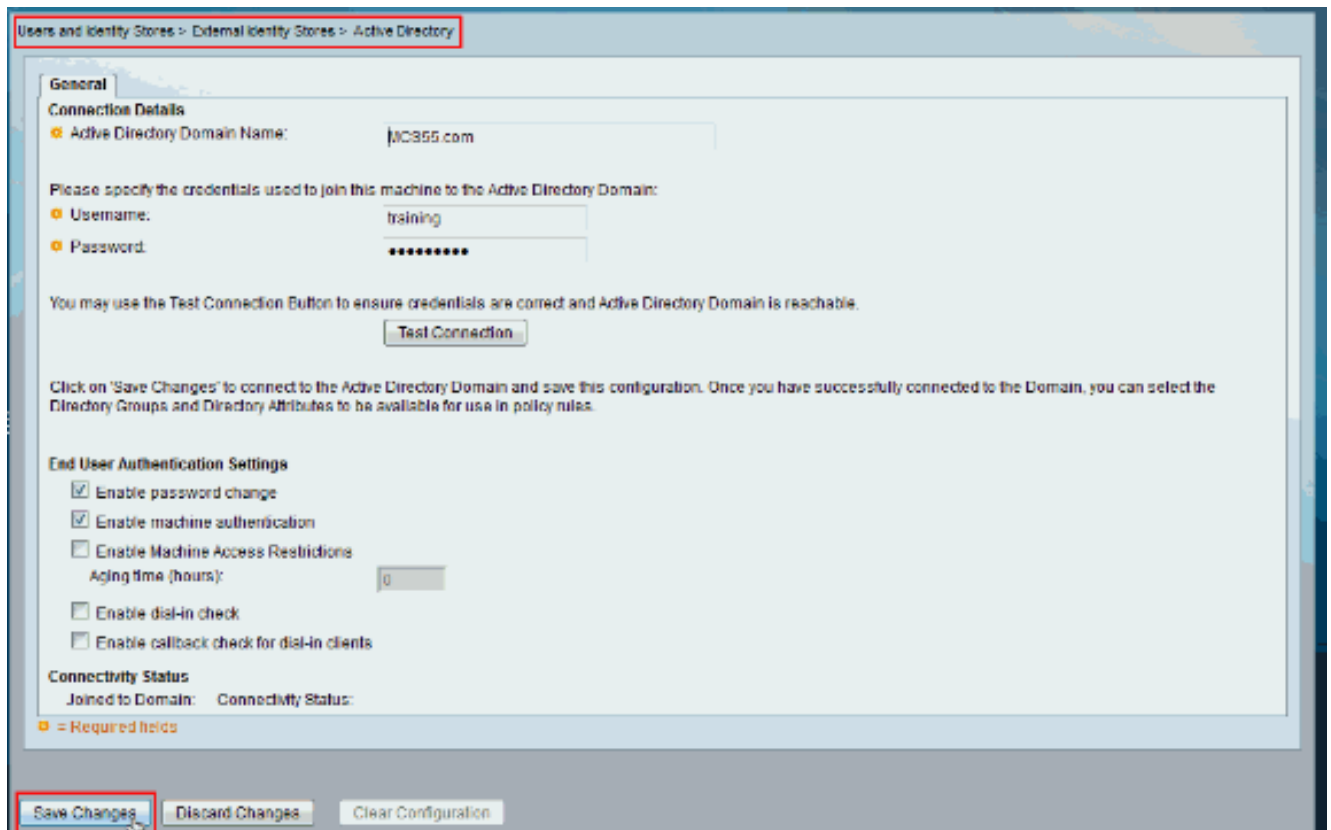 Users and Identity Stores > External Identity Stores > Active Directory
General
Connection Details
Active Directory Domain Name: MC355.com
Please specify the credentials used to join this machine to the Active Directory Domain:
Username: training
Password: •••••••••
You may use the Test Connection Button to ensure credentials are correct and Active Directory Domain is reachable.
Test Connection
Click on 'Save Changes' to connect to the Active Directory Domain and save this configuration. Once you have successfully connected to the Domain, you can select the
Directory Groups and Directory Attributes to be available for use in policy rules.
End User Authentication Settings
Enable password change
Enable machine authentication
Enable Machine Access Restrictions
Aging time (hours): 0
Enable dial-in check
Enable callback check for dial-in clients
Connectivity Status
Joined to Domain: Connectivity Status:
= Required fields
Save Changes Discard Changes Clear Configuration